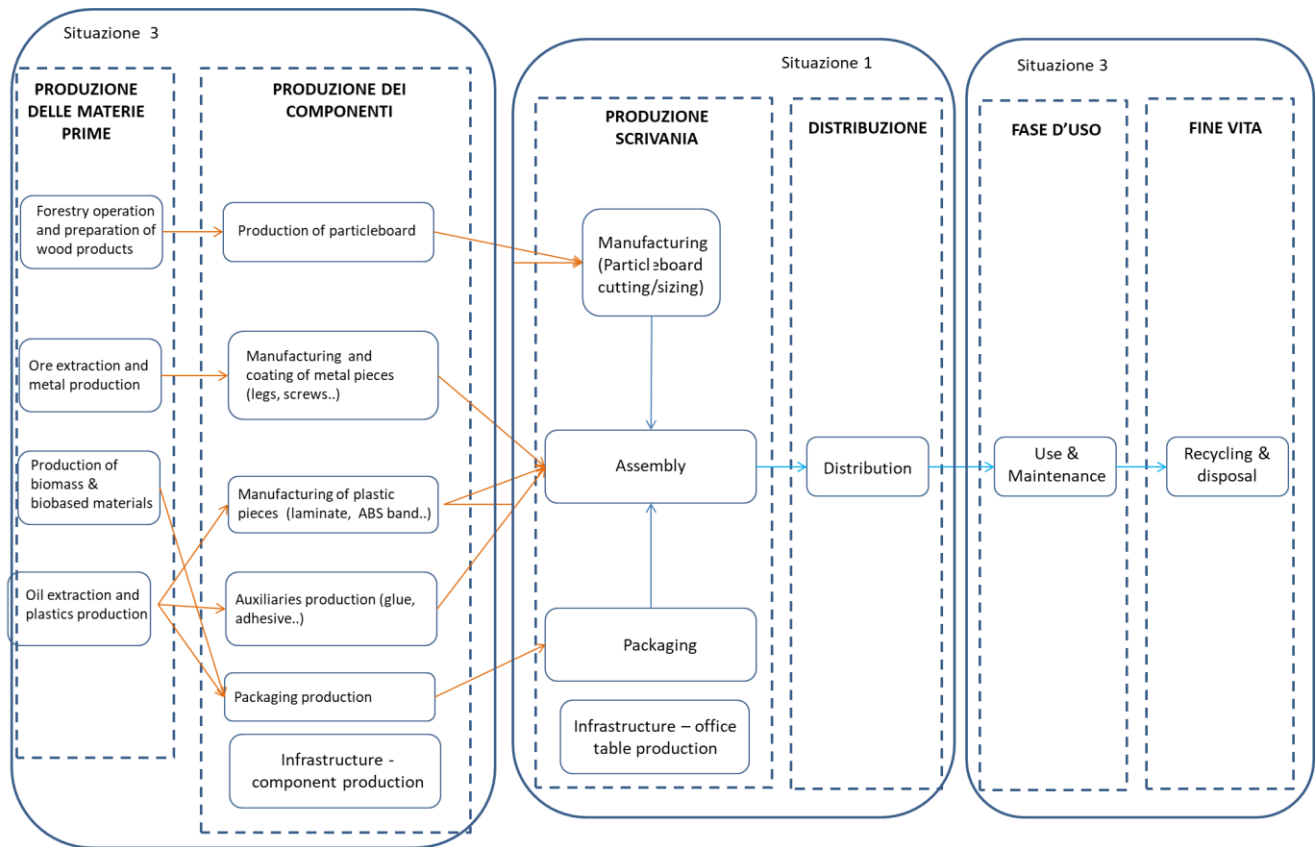 Situazione 3
PRODUZIONE
DELLE MATERIE
PRIME
Forestry operation
and preparation of
wood products
Ore extraction and
metal production
Production of
biomass &
biobased materials
Oil extraction and
plastics production
PRODUZIONE DEI
COMPONENTI
Production of particleboard
Manufacturing and
coating of metal pieces
(legs, screws..)
Manufacturing of plastic
pieces (laminate, ABS band..)
Auxiliaries production (glue,
adhesive..)
Packaging production
Infrastructure -
component production
Situazione 1
PRODUZIONE
SCRIVANIA
Manufacturing
(Particleboard
cutting/sizing)
Assembly
Packaging
Infrastructure – office
table production
DISTRIBUZIONE
Distribution
Situazione 3
FASE D’USO
Use &
Maintenance
FINE VITA
Recycling &
disposal